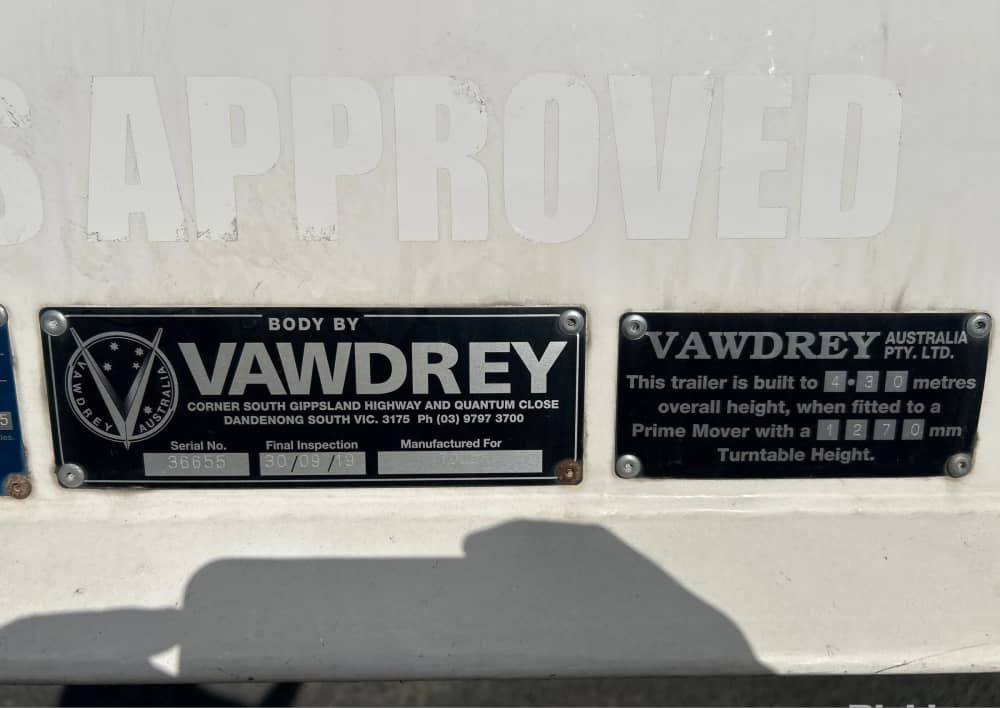 S APPROVED
BODY BY
VAWDREY
VAWDREY AUSTRALIA
CORNER SOUTH GIPPSLAND HIGHWAY AND QUANTUM CLOSE
DANDENONG SOUTH VIC. 3175 Ph (03) 9797 3700
Serial No. Final Inspection Manufactured For
36655 30/09/19
5
VAWDREY AUSTRALIA PTY. LTD.
This trailer is built to 4•30 metres
overall height, when fitted to a
Prime Mover with a 1270 mm
Turntable Height.